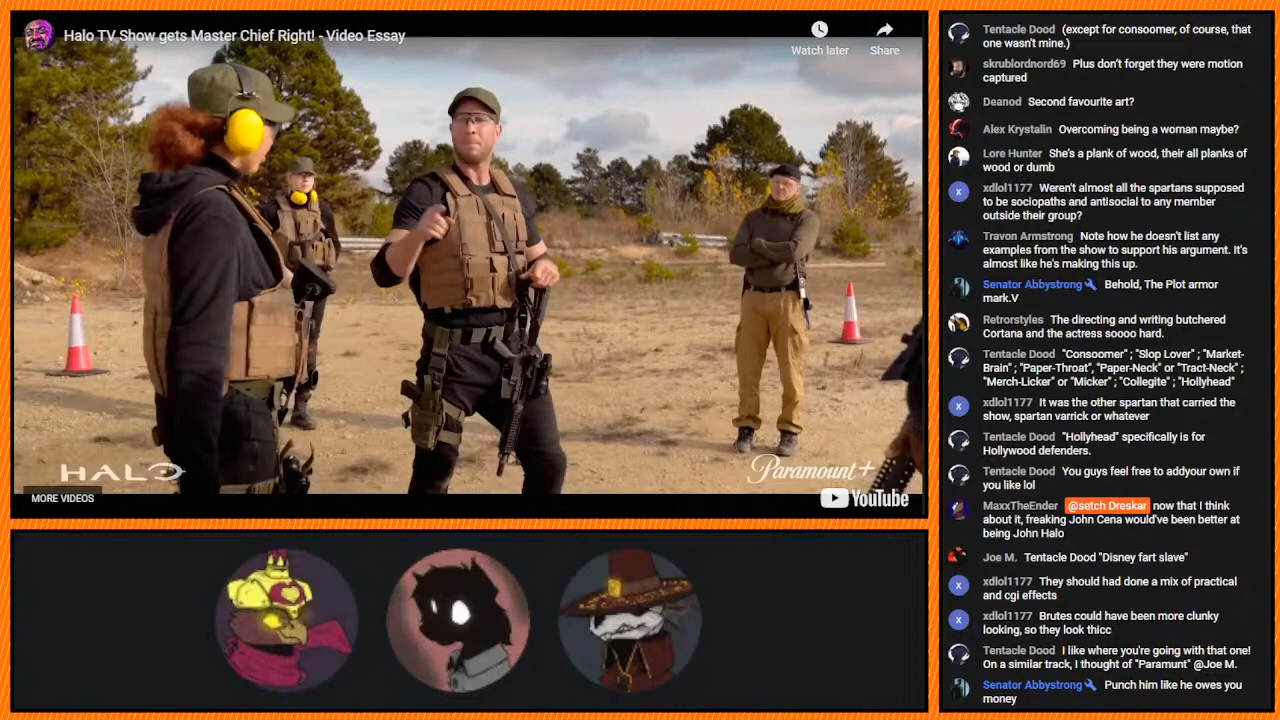 Halo TV Show gets Master Chief Right! - Video Essay
Watch later
Share
HALO
Paramount+
MORE VIDEOS
YouTube
Tentacle Dood (except for consoomer, of course, that
one wasn't mine.)
skrublordnord69 Plus don't forget they were motion
captured
Deanod Second favourite art?
Alex Krystalin Overcoming being a woman maybe?
Lore Hunter She's a plank of wood, their all planks of
wood or dumb
x
xdlol1177 Weren't almost all the spartans supposed
to be sociopaths and antisocial to any member
outside their group?
Travon Armstrong Note how he doesn't list any
examples from the show to support his argument. It's
almost like he's making this up.
Senator Abbystrong Behold, The Plot armor
mark.V
Retrorstyles The directing and writing butchered
Cortana and the actress soooo hard.
Tentacle Dood "Consoomer" ; "Slop Lover" ; "Market-
Brain" ; "Paper-Throat", "Paper-Neck" or "Tract-Neck" ;
"Merch-Licker" or "Micker" ; "Collegite" ; "Hollyhead"
x
xdlol1177 It was the other spartan that carried the
show, spartan varrick or whatever
Tentacle Dood "Hollyhead" specifically is for
Hollywood defenders.
Tentacle Dood You guys feel free to addyour own if
you like lol
MaxxTheEnder @setch Dreskar now that I think
about it, freaking John Cena would've been better at
being John Halo
Joe M. Tentacle Dood "Disney fart slave"
x
xdlol1177 They should had done a mix of practical
and cgi effects
x
xdlol1177 Brutes could have been more clunky
looking, so they look thicc
Tentacle Dood I like where you're going with that one!
On a similar track, I thought of "Paramunt" @Joe M.
Senator Abbystrong Punch him like he owes you
money